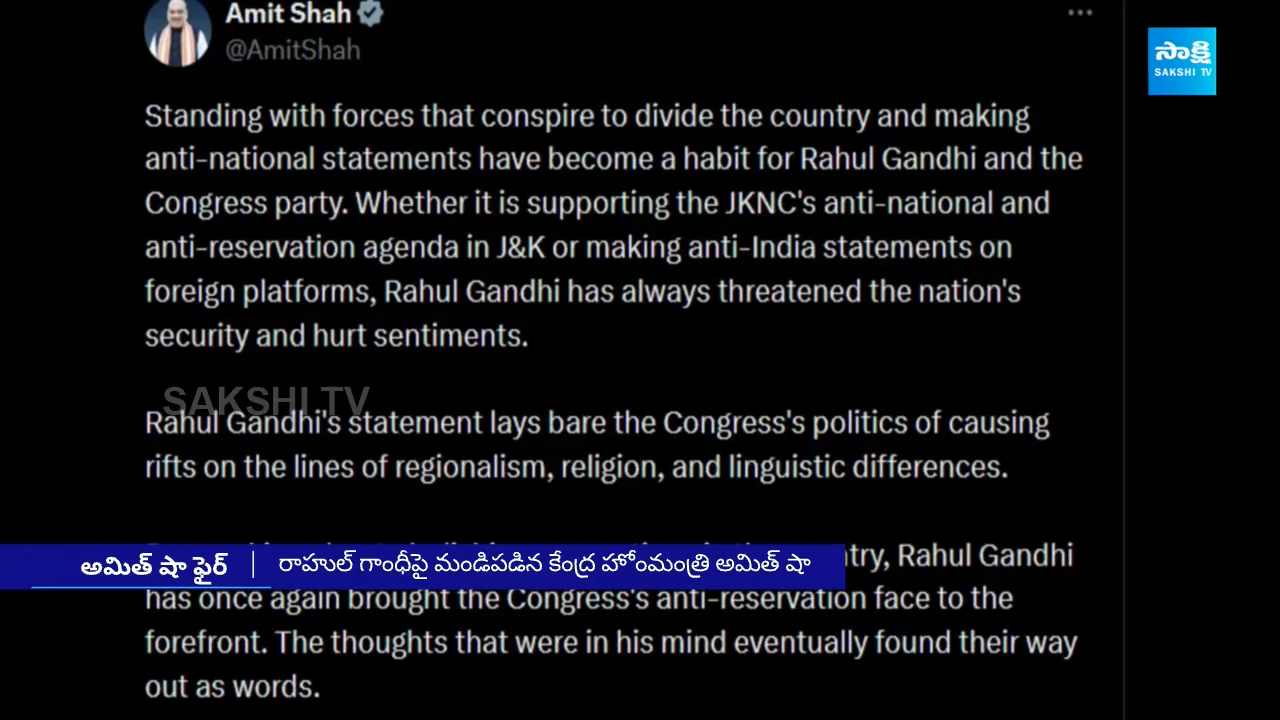 Amit Shah
@AmitShah
సాక్షి
SAKSHI TV
Standing with forces that conspire to divide the country and making
anti-national statements have become a habit for Rahul Gandhi and the
Congress party. Whether it is supporting the JKNC's anti-national and
anti-reservation agenda in J&K or making anti-India statements on
foreign platforms, Rahul Gandhi has always threatened the nation's
security and hurt sentiments.
SAKSHI TV
Rahul Gandhi's statement lays bare the Congress's politics of causing
rifts on the lines of regionalism, religion, and linguistic differences.
Rahul Gandhi
అమిత్ షా ఫైర్ | రాహుల్ గాంధీపై మండిపడిన కేంద్ర హోంమంత్రి అమిత్ షా
has once again brought the Congress's anti-reservation face to the
forefront. The thoughts that were in his mind eventually found their way
out as words.